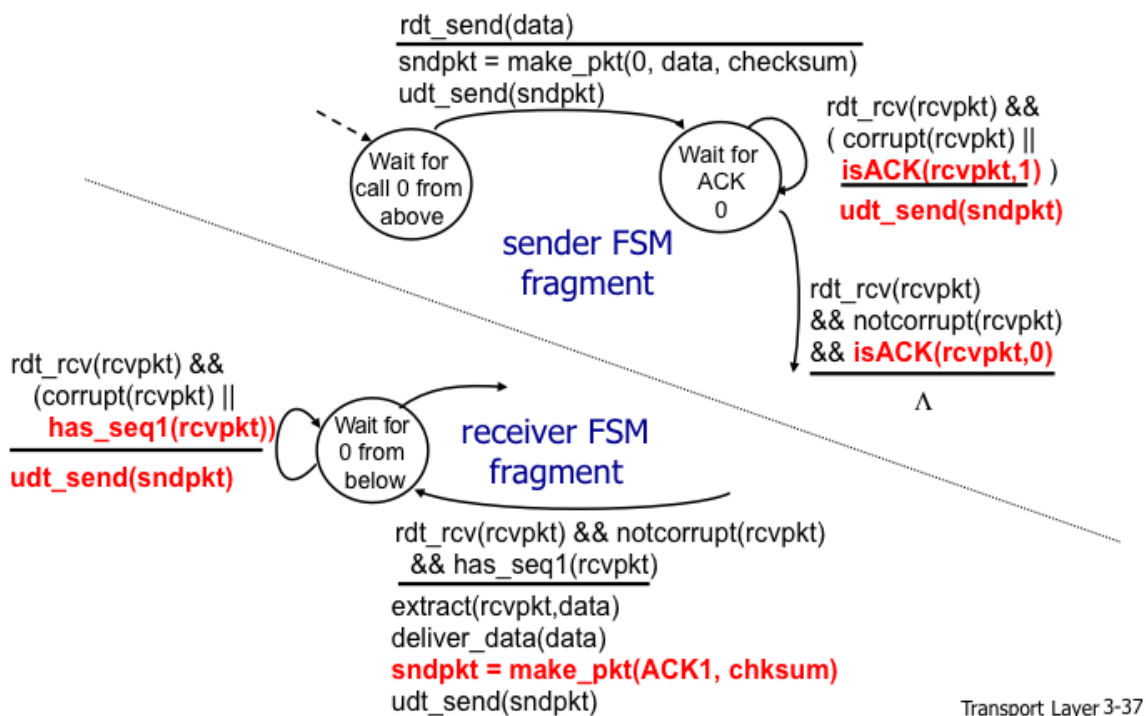 rdt_send(data)
sndpkt = make_pkt(0, data, checksum)
udt_send(sndpkt)
Wait for
call 0 from
above
Wait for
ACK
0
rdt_rcv(rcvpkt) &&
( corrupt(rcvpkt) ||
isACK(rcvpkt,1) )
udt_send(sndpkt)
sender FSM
fragment
rdt_rcv(rcvpkt)
&& notcorrupt(rcvpkt)
&& isACK(rcvpkt,0)
Λ
rdt_rcv(rcvpkt) &&
(corrupt(rcvpkt) ||
has_seq1(rcvpkt))
udt_send(sndpkt)
Wait for
0 from
below
receiver FSM
fragment
rdt_rcv(rcvpkt) && notcorrupt(rcvpkt)
&& has_seq1(rcvpkt)
extract(rcvpkt,data)
deliver_data(data)
sndpkt = make_pkt(ACK1, chksum)
udt_send(sndpkt)
Transport Layer 3-37